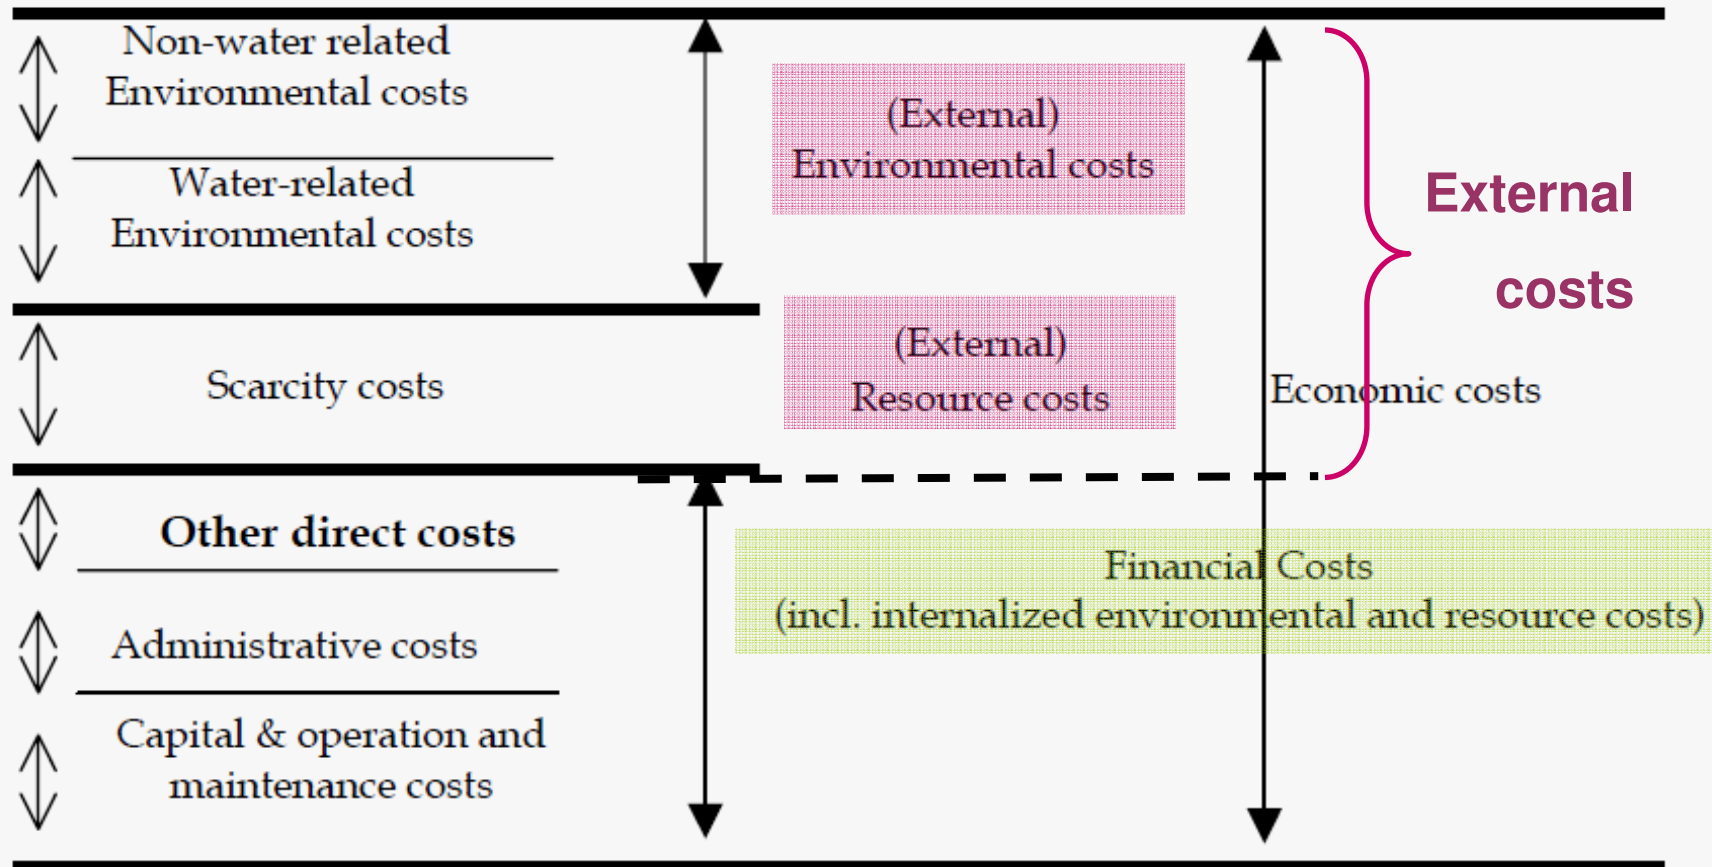 Non-water related
Environmental costs
Water-related
Environmental costs
Scarcity costs
Other direct costs
Administrative costs
Capital & operation and
maintenance costs
(External)
Environmental costs
(External)
Resource costs
Financial Costs
(incl. internalized environmental and resource costs)
Economic costs
External
costs